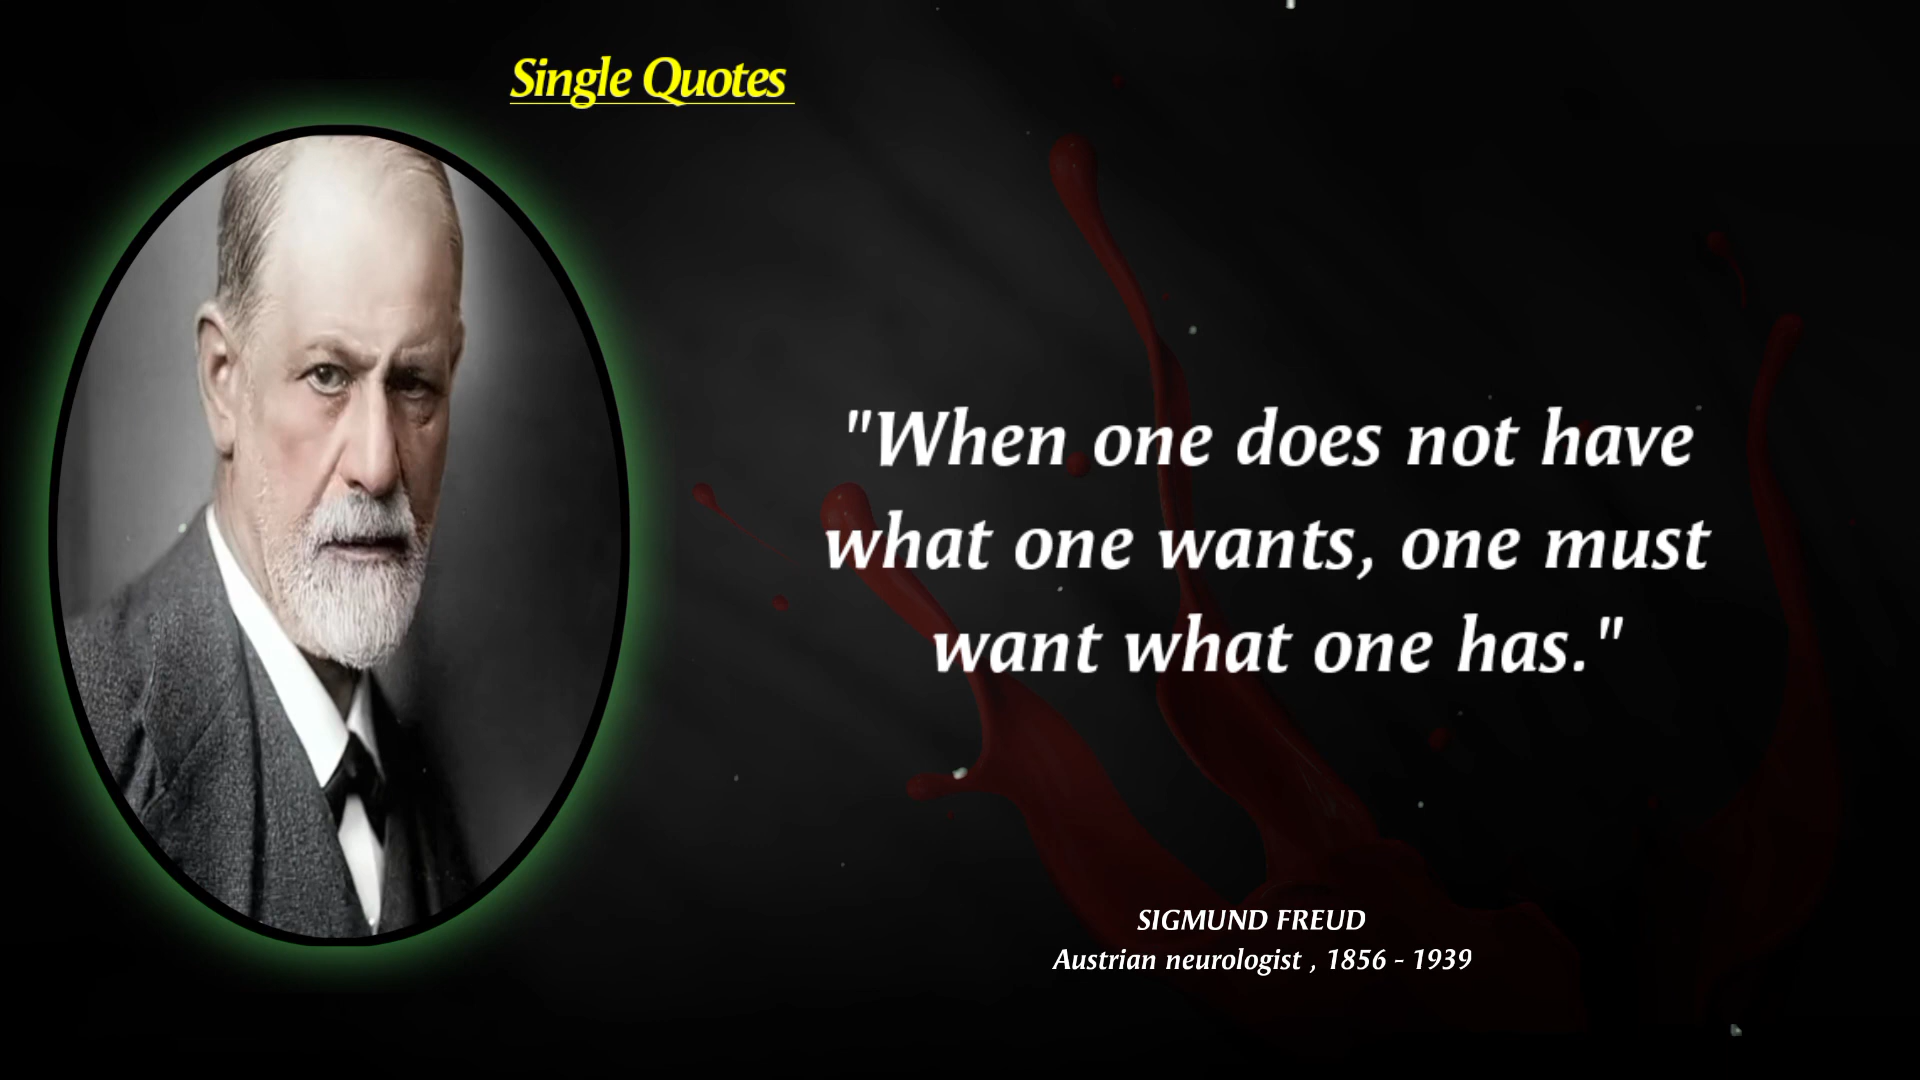 Single Quotes
"When one does not have
what one wants, one must
want what one has."
SIGMUND FREUD
Austrian neurologist , 1856 - 1939